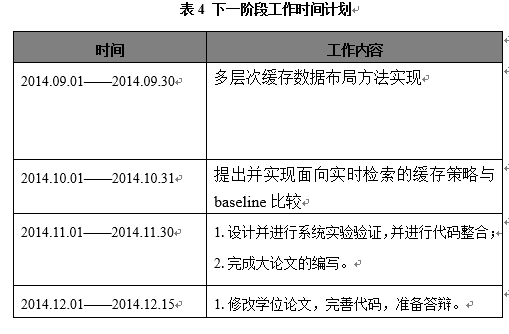 表 4 下一阶段工作时间计划
时间 工作内容
2014.09.01——2014.09.30 多层次缓存数据布局方法实现
2014.10.01——2014.10.31 提出并实现面向实时检索的缓存策略与
baseline 比较
2014.11.01——2014.11.30 1. 设计并进行系统实验验证，并进行代码整合；
2. 完成大论文的编写。
2014.12.01——2014.12.15 1. 修改学位论文，完善代码，准备答辩。